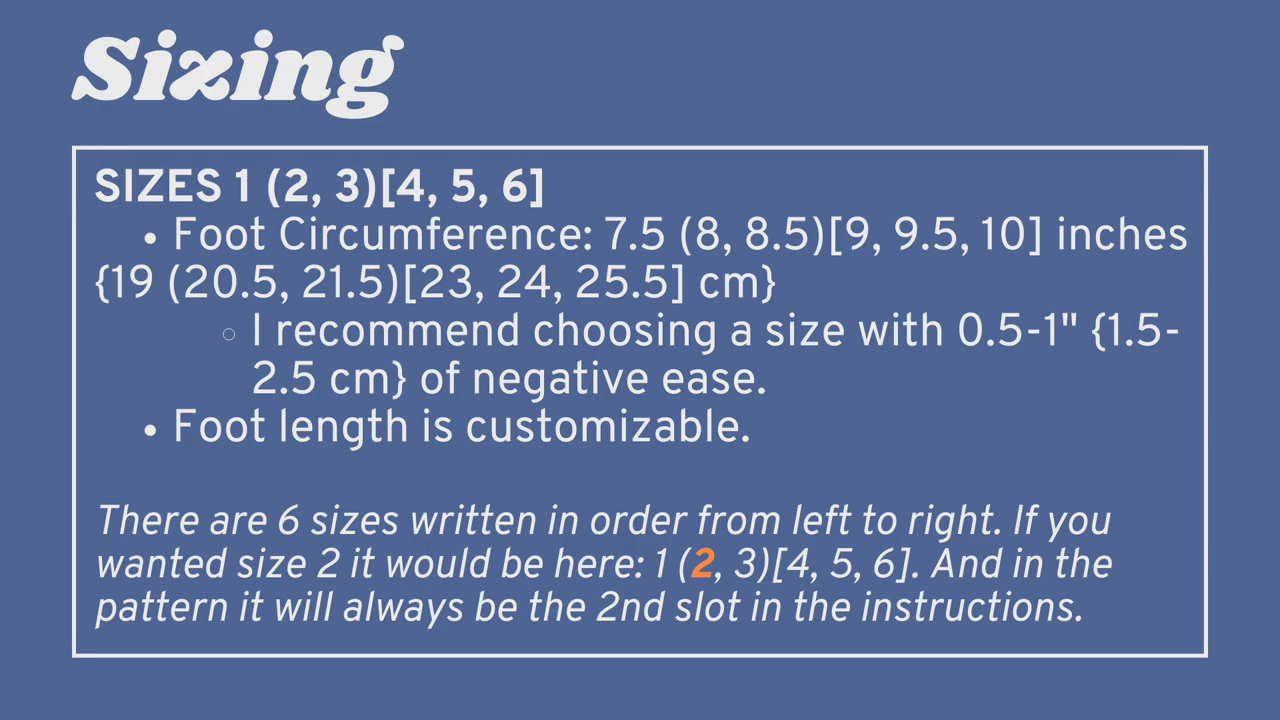 Sizing
SIZES 1 (2, 3)[4, 5, 6]
• Foot Circumference: 7.5 (8, 8.5)[9, 9.5, 10] inches
{19 (20.5, 21.5)[23, 24, 25.5] cm}
○ I recommend choosing a size with 0.5-1" {1.5-
2.5 cm} of negative ease.
• Foot length is customizable.
There are 6 sizes written in order from left to right. If you
wanted size 2 it would be here: 1 (2, 3)[4, 5, 6]. And in the
pattern it will always be the 2nd slot in the instructions.